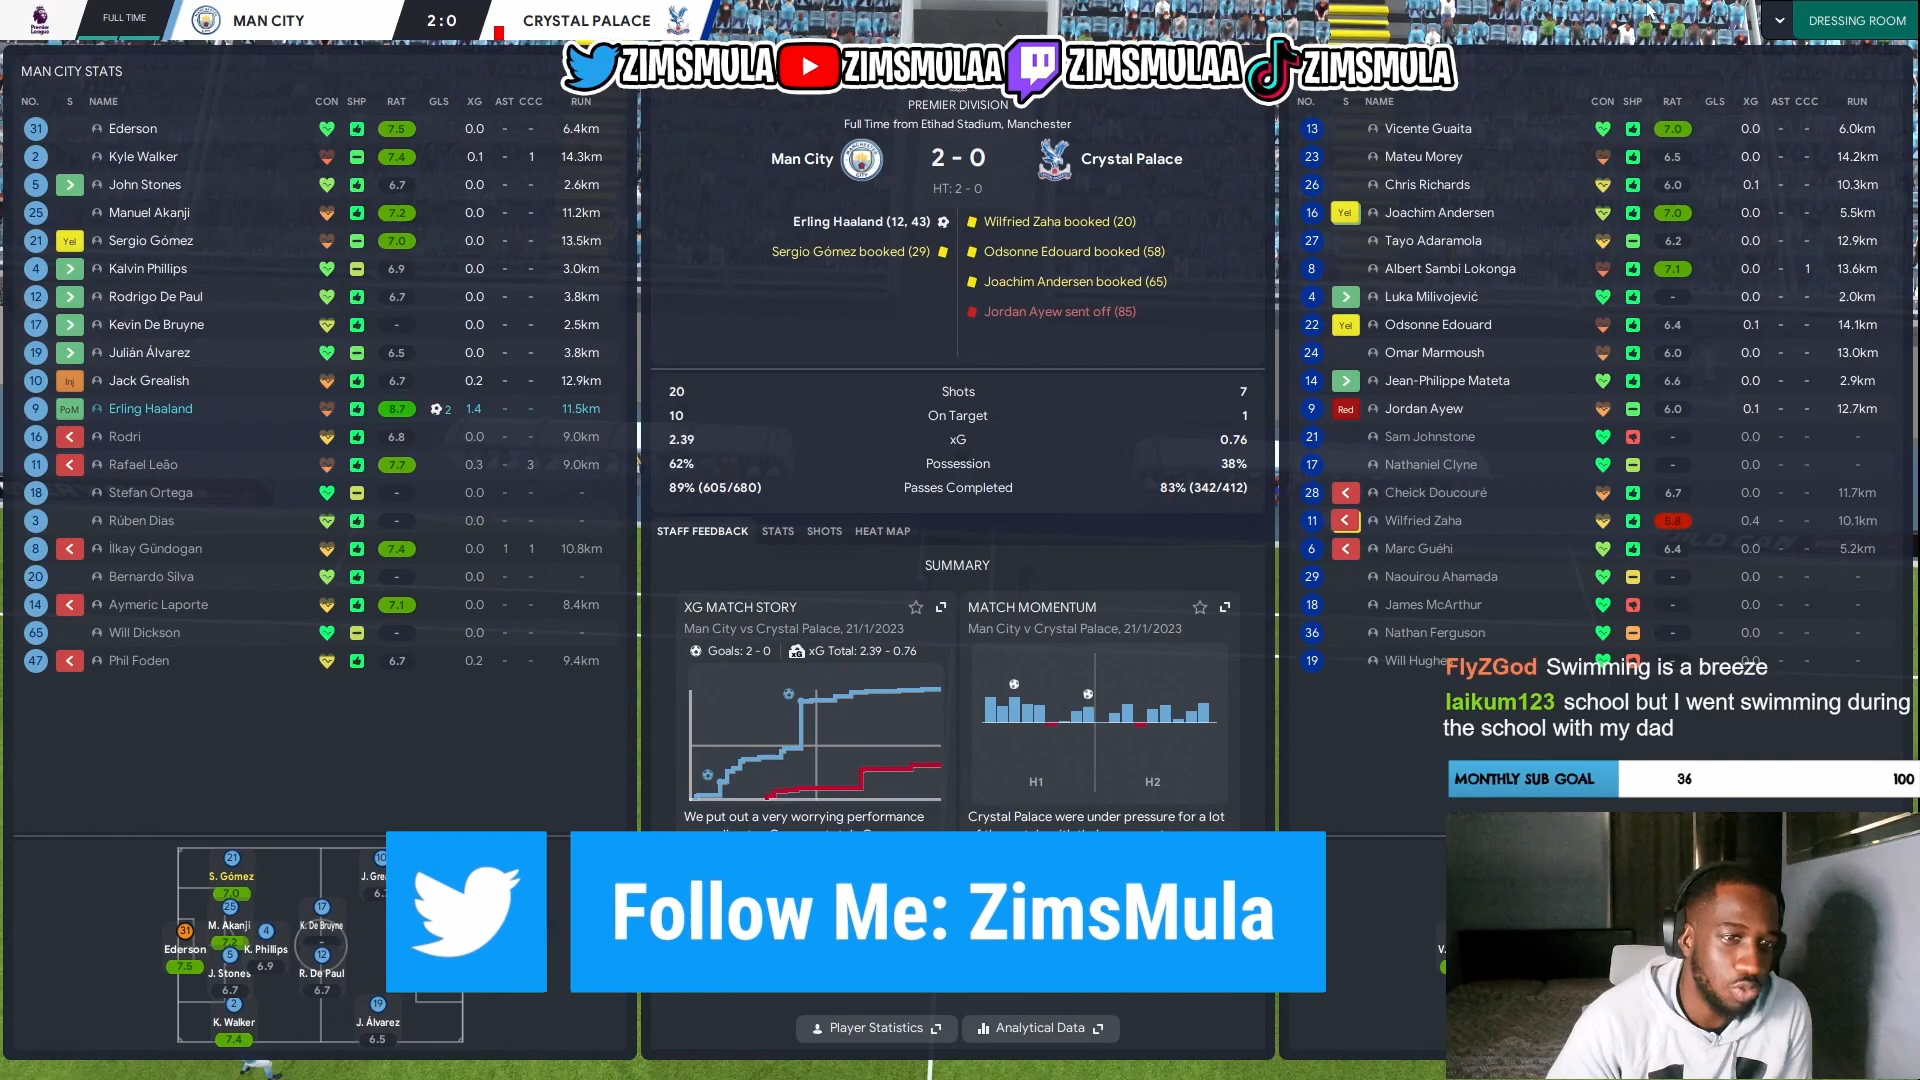 FULL TIME
MAN CITY
2 : 0
CRYSTAL PALACE
DRESSING ROOM
ZIMSMULA
ZIMSMULAA
ZIMSMULAA
ZIMSMULA
MAN CITY STATS
NO. S NAME CON SHP RAT GLS XG AST CCC RUN
31 Ederson 7.5 0.0 - - 6.4km
2 Kyle Walker 7.4 0.1 - 1 14.3km
5 John Stones 6.7 0.0 - - 2.6km
25 Manuel Akanji 7.2 0.0 - - 11.2km
21 Yel Sergio Gómez 7.0 0.0 - - 13.5km
4 Kalvin Phillips 6.9 0.0 - - 3.0km
12 Rodrigo De Paul 6.7 0.0 - - 3.8km
17 Kevin De Bruyne - 0.0 - - 2.5km
19 Julián Álvarez 6.5 0.0 - - 3.8km
10 Inj Jack Grealish 6.7 0.2 - - 12.9km
9 PoM Erling Haaland 8.7 2 1.4 - - 11.5km
16 Rodri 6.8 0.0 - - 9.0km
11 Rafael Leão 7.7 0.3 - 3 9.0km
18 Stefan Ortega - 0.0 - - -
3 Rúben Dias - 0.0 - - -
8 İlkay Gündogan 7.4 0.0 1 1 10.8km
20 Bernardo Silva - 0.0 - - -
14 Aymeric Laporte 7.1 0.0 - - 8.4km
65 Will Dickson - 0.0 - - -
47 Phil Foden 6.7 0.2 - - 9.4km
PREMIER DIVISION
Full Time from Etihad Stadium, Manchester
Man City 2 - 0 Crystal Palace
HT: 2 - 0
Erling Haaland (12, 43)
Sergio Gómez booked (29)
Wilfried Zaha booked (20)
Odsonne Edouard booked (58)
Joachim Andersen booked (65)
Jordan Ayew sent off (85)
20 Shots 7
10 On Target 1
2.39 xG 0.76
62% Possession 38%
89% (605/680) Passes Completed 83% (342/412)
STAFF FEEDBACK STATS SHOTS HEAT MAP
SUMMARY
XG MATCH STORY
Man City vs Crystal Palace, 21/1/2023
Goals: 2 - 0 xG Total: 2.39 - 0.76
We put out a very worrying performance
MATCH MOMENTUM
Man City v Crystal Palace, 21/1/2023
H1 H2
Crystal Palace were under pressure for a lot
Player Statistics
Analytical Data
NO. S NAME CON SHP RAT GLS XG AST CCC RUN
13 Vicente Guaita 7.0 0.0 - - 6.0km
23 Mateu Morey 6.5 0.0 - - 14.2km
26 Chris Richards 6.0 0.1 - - 10.3km
16 Yel Joachim Andersen 7.0 0.0 - - 5.5km
27 Tayo Adaramola 6.2 0.0 - - 12.9km
8 Albert Sambi Lokonga 7.1 0.0 - 1 13.6km
4 Luka Milivojević - 0.0 - - 2.0km
22 Yel Odsonne Edouard 6.4 0.1 - - 14.1km
24 Omar Marmoush 6.0 0.0 - - 13.0km
14 Jean-Philippe Mateta 6.6 0.0 - - 2.9km
9 Red Jordan Ayew 6.0 0.1 - - 12.7km
21 Sam Johnstone - 0.0 - - -
17 Nathaniel Clyne - 0.0 - - -
28 Cheick Doucouré 6.7 0.0 - - 11.7km
11 Wilfried Zaha 5.8 0.4 - - 10.1km
6 Marc Guéhi 6.4 0.0 - - 5.2km
29 Naouirou Ahamada - 0.0 - - -
18 James McArthur - 0.0 - - -
36 Nathan Ferguson - 0.0 - - -
19 Will Hughes
FlyZGod Swimming is a breeze
laikum123 school but I went swimming during
the school with my dad
MONTHLY SUB GOAL 36 100
21
S. Gómez
7.0
25
M. Akanji
7.2
31
Ederson
7.5
4
K. Phillips
6.9
5
J. Stones
6.7
2
K. Walker
7.4
17
K. De Bruyne
-
12
R. De Paul
6.7
19
J. Álvarez
6.5
10
J. Grea
Follow Me: ZimsMula